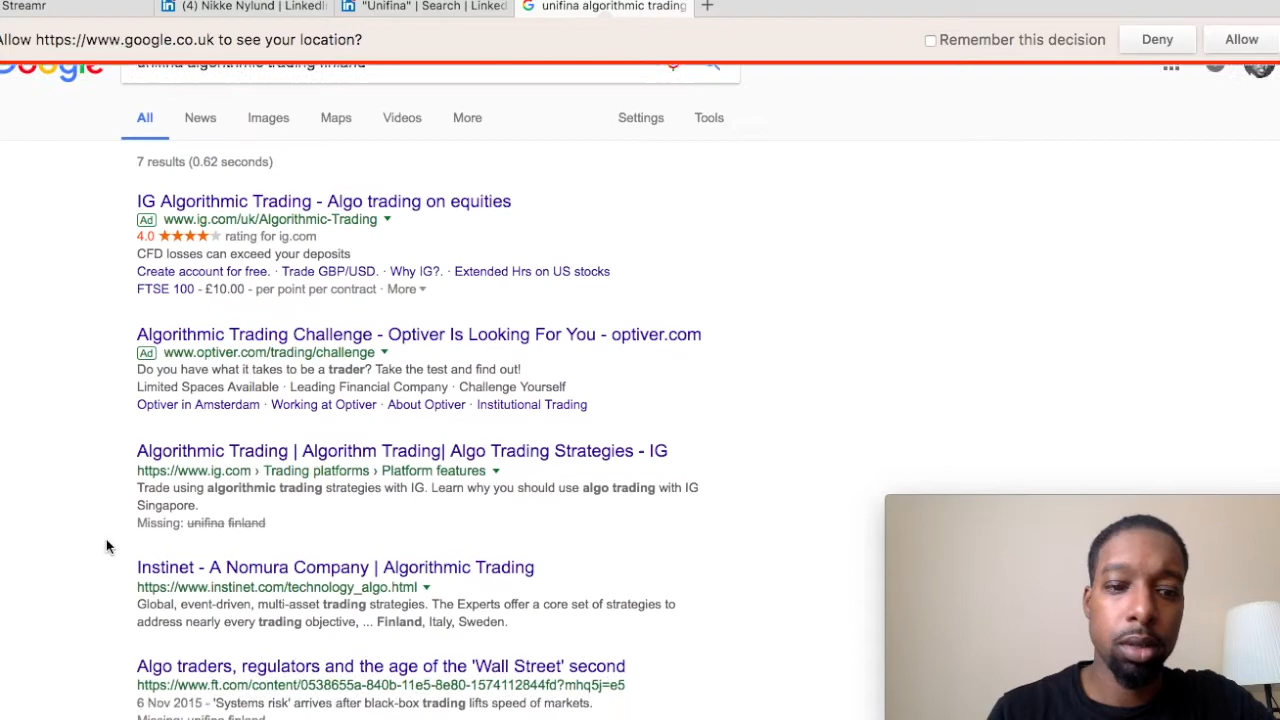 Streamr
(4) Nikke Nylund | LinkedI
"Unifina" | Search | Linked
unifina algorithmic trading
Allow https://www.google.co.uk to see your location?
Remember this decision
Deny
Allow
Google
unifina algorithmic trading finland
All
News
Images
Maps
Videos
More
Settings
Tools
7 results (0.62 seconds)
IG Algorithmic Trading - Algo trading on equities
Ad www.ig.com/uk/Algorithmic-Trading
4.0 rating for ig.com
CFD losses can exceed your deposits
Create account for free. · Trade GBP/USD. · Why IG?. · Extended Hrs on US stocks
FTSE 100 - £10.00 - per point per contract · More
Algorithmic Trading Challenge - Optiver Is Looking For You - optiver.com
Ad www.optiver.com/trading/challenge
Do you have what it takes to be a trader? Take the test and find out!
Limited Spaces Available · Leading Financial Company · Challenge Yourself
Optiver in Amsterdam · Working at Optiver · About Optiver · Institutional Trading
Algorithmic Trading | Algorithm Trading| Algo Trading Strategies - IG
https://www.ig.com › Trading platforms › Platform features
Trade using algorithmic trading strategies with IG. Learn why you should use algo trading with IG
Singapore.
Missing: unifina finland
Instinet - A Nomura Company | Algorithmic Trading
https://www.instinet.com/technology_algo.html
Global, event-driven, multi-asset trading strategies. The Experts offer a core set of strategies to
address nearly every trading objective, ... Finland, Italy, Sweden.
Algo traders, regulators and the age of the 'Wall Street' second
https://www.ft.com/content/0538655a-840b-11e5-8e80-1574112844fd?mhq5j=e5
6 Nov 2015 - 'Systems risk' arrives after black-box trading lifts speed of markets.
Missing: unifina finland